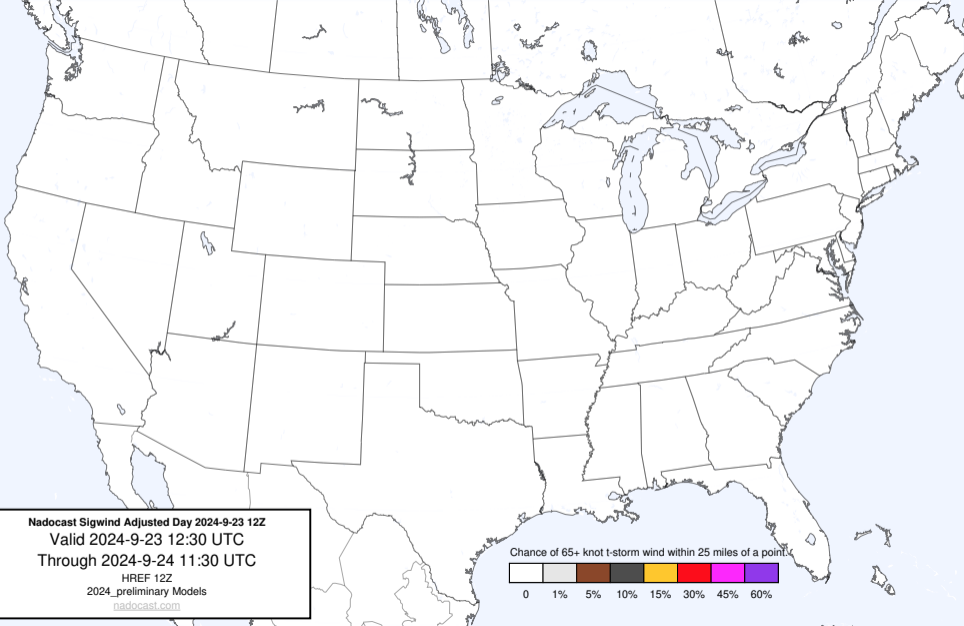 Nadocast Sigwind Adjusted Day 2024-9-23 12Z
Valid 2024-9-23 12:30 UTC
Through 2024-9-24 11:30 UTC
HREF 12Z
2024_preliminary Models
nadocast.com
Chance of 65+ knot t-storm wind within 25 miles of a point.
0 1% 5% 10% 15% 30% 45% 60%